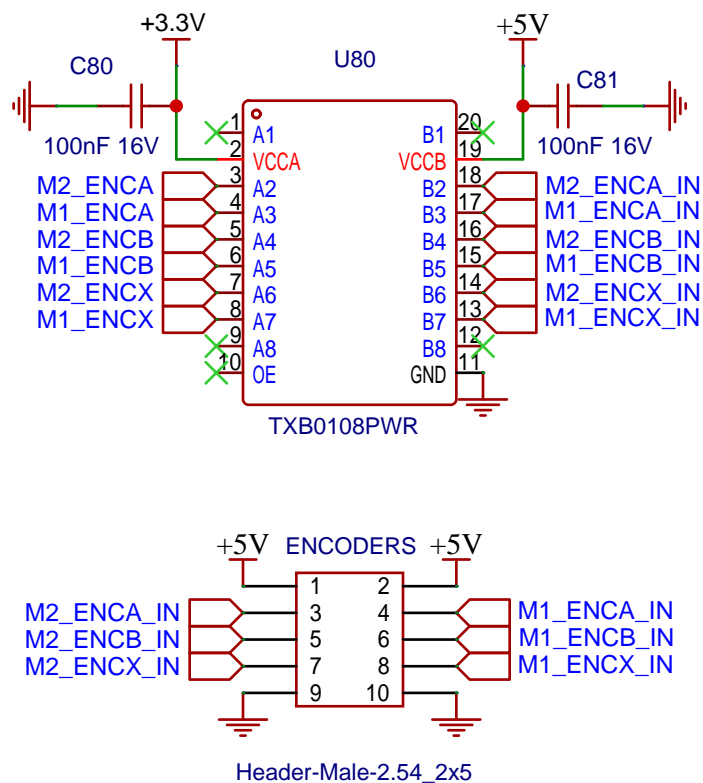 +3.3V
+5V
C80
U80
C81
100nF 16V
100nF 16V
1 A1 B1 20
2 VCCA VCCB 19
M2_ENCA 3 A2 B2 18 M2_ENCA_IN
M1_ENCA 4 A3 B3 17 M1_ENCA_IN
M2_ENCB 5 A4 B4 16 M2_ENCB_IN
M1_ENCB 6 A5 B5 15 M1_ENCB_IN
M2_ENCX 7 A6 B6 14 M2_ENCX_IN
M1_ENCX 8 A7 B7 13 M1_ENCX_IN
9 A8 B8 12
10 OE GND 11
TXB0108PWR
+5V ENCODERS +5V
1 2
M2_ENCA_IN 3 4 M1_ENCA_IN
M2_ENCB_IN 5 6 M1_ENCB_IN
M2_ENCX_IN 7 8 M1_ENCX_IN
9 10
Header-Male-2.54_2x5